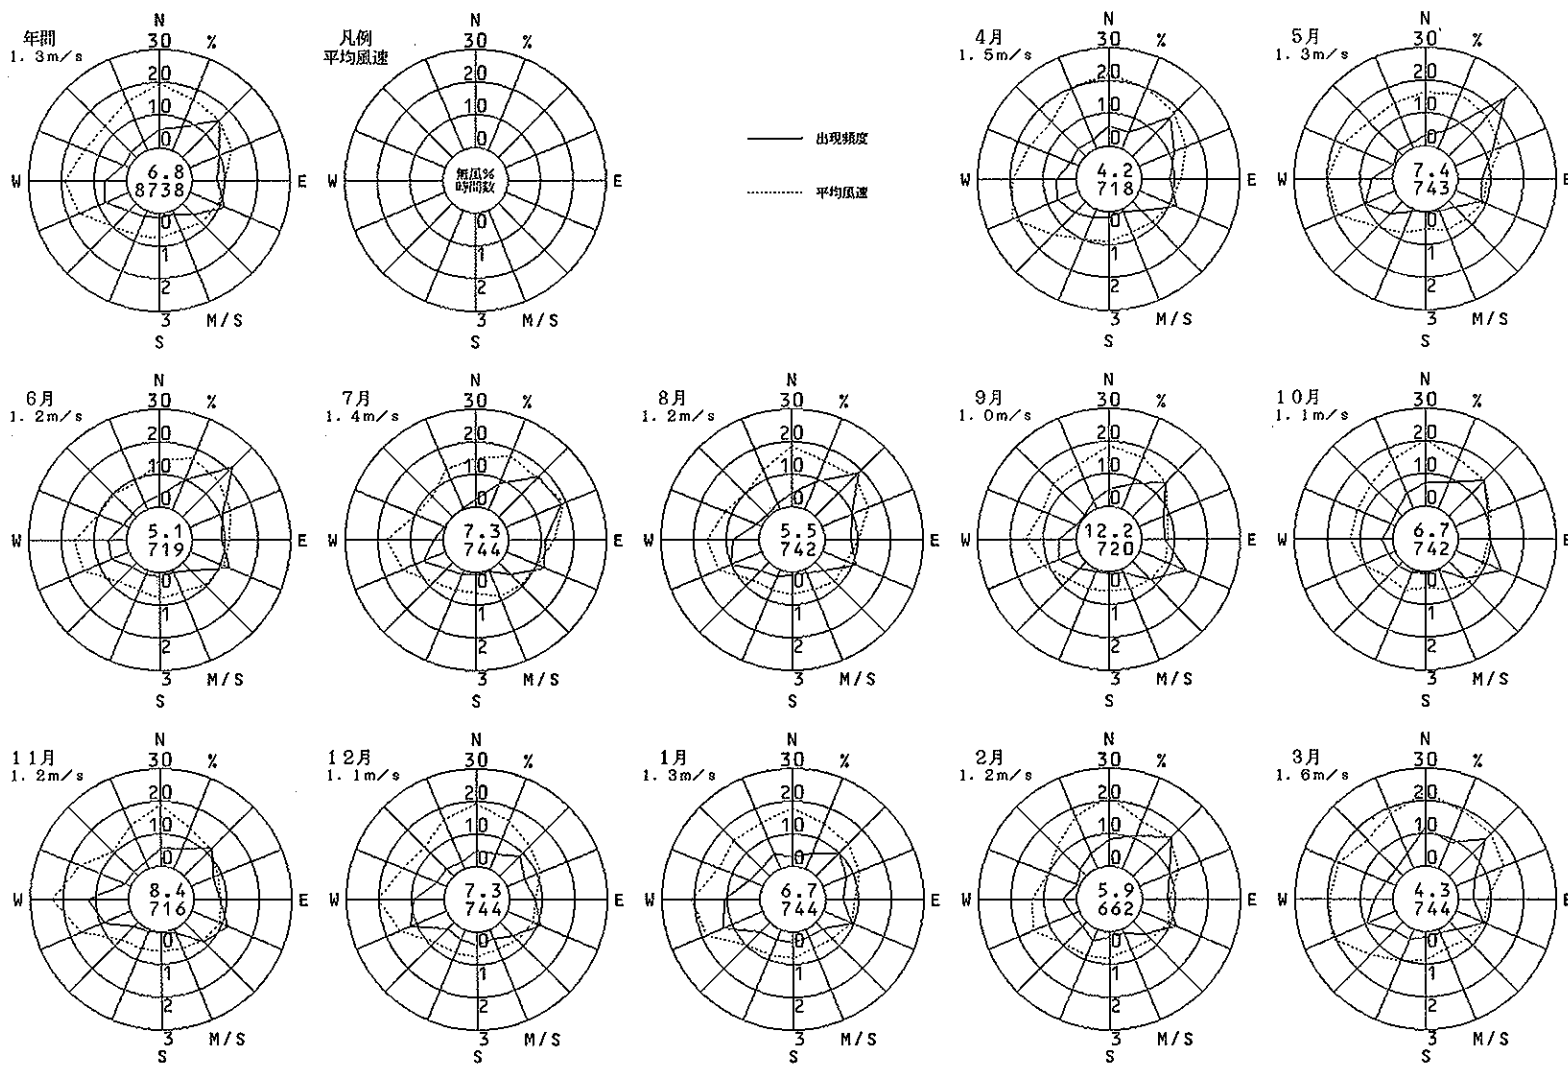 年間
1.3m/s
N
30 %
20
10
0
6.8
8738
W
E
0
1
2
3 M/S
S
凡例
平均風速
N
30 %
20
10
0
無風%
時間数
W
E
0
1
2
3 M/S
S
出現頻度
平均風速
4月
1.5m/s
N
30 %
20
10
0
4.2
718
W
E
0
1
2
3 M/S
S
5月
1.3m/s
N
30 %
20
10
0
7.4
743
W
E
0
1
2
3 M/S
S
6月
1.2m/s
N
30 %
20
10
0
5.1
719
W
E
0
1
2
3 M/S
S
7月
1.4m/s
N
30 %
20
10
0
7.3
744
W
E
0
1
2
3 M/S
S
8月
1.2m/s
N
30 %
20
10
0
5.5
742
W
E
0
1
2
3 M/S
S
9月
1.0m/s
N
30 %
20
10
0
12.2
720
W
E
0
1
2
3 M/S
S
10月
1.1m/s
N
30 %
20
10
0
6.7
742
W
E
0
1
2
3 M/S
S
11月
1.2m/s
N
30 %
20
10
0
8.4
716
W
E
0
1
2
3 M/S
S
12月
1.1m/s
N
30 %
20
10
0
7.3
744
W
E
0
1
2
3 M/S
S
1月
1.3m/s
N
30 %
20
10
0
6.7
744
W
E
0
1
2
3 M/S
S
2月
1.2m/s
N
30 %
20
10
0
5.9
662
W
E
0
1
2
3 M/S
S
3月
1.6m/s
N
30 %
20
10
0
4.3
744
W
E
0
1
2
3 M/S
S